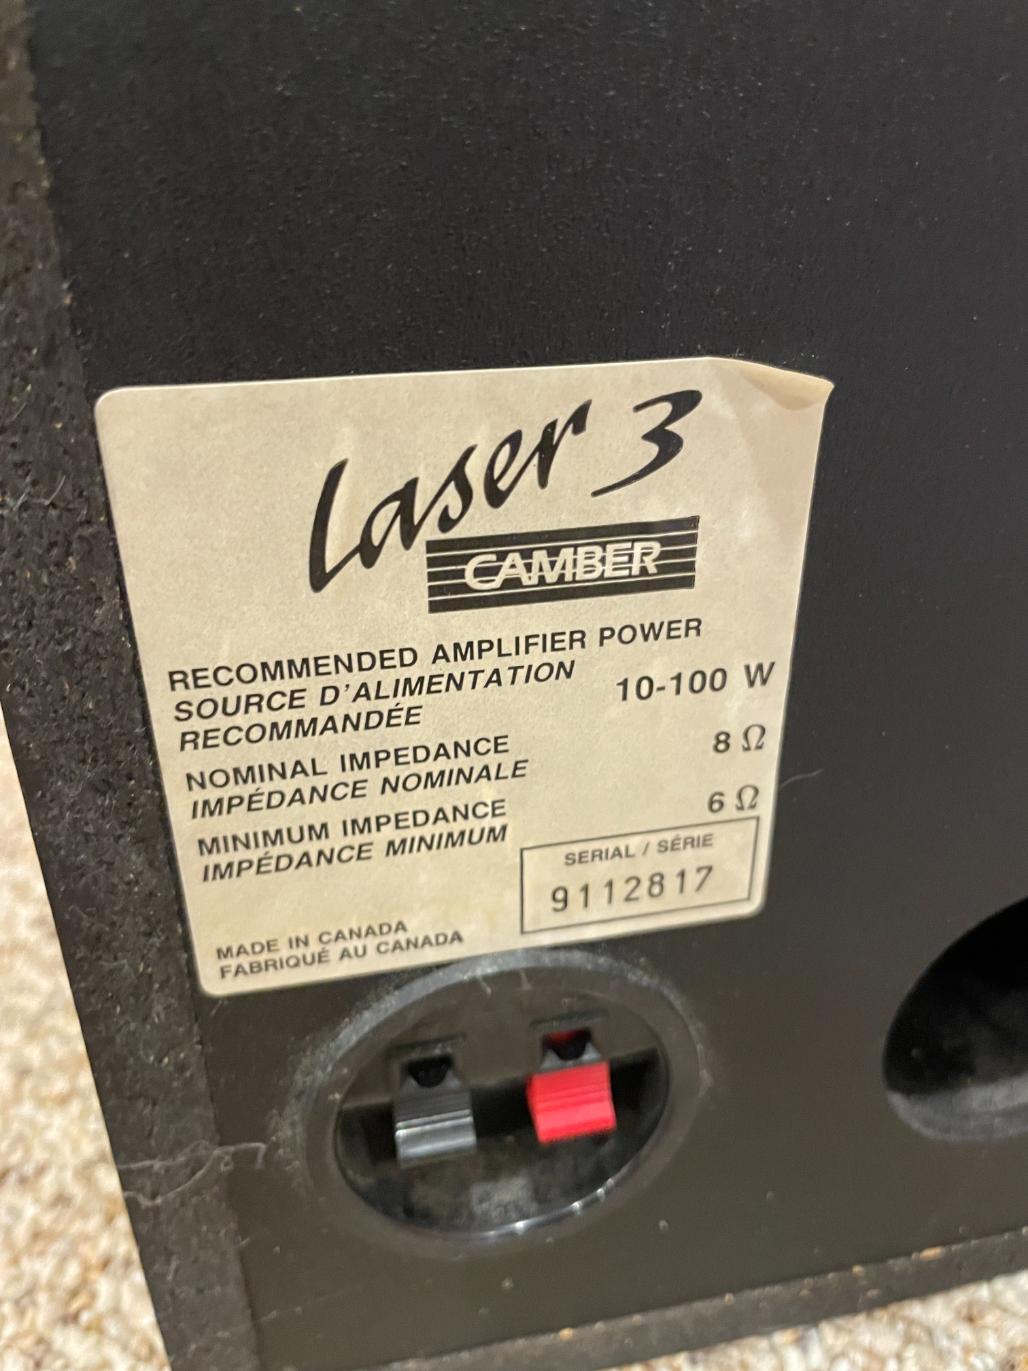 Laser 3
CAMBER
RECOMMENDED AMPLIFIER POWER
SOURCE D'ALIMENTATION
RECOMMANDÉE
10-100 W
NOMINAL IMPEDANCE
IMPÉDANCE NOMINALE
8 Ω
MINIMUM IMPEDANCE
IMPÉDANCE MINIMUM
6 Ω
SERIAL / SÉRIE
9112817
MADE IN CANADA
FABRIQUÉ AU CANADA